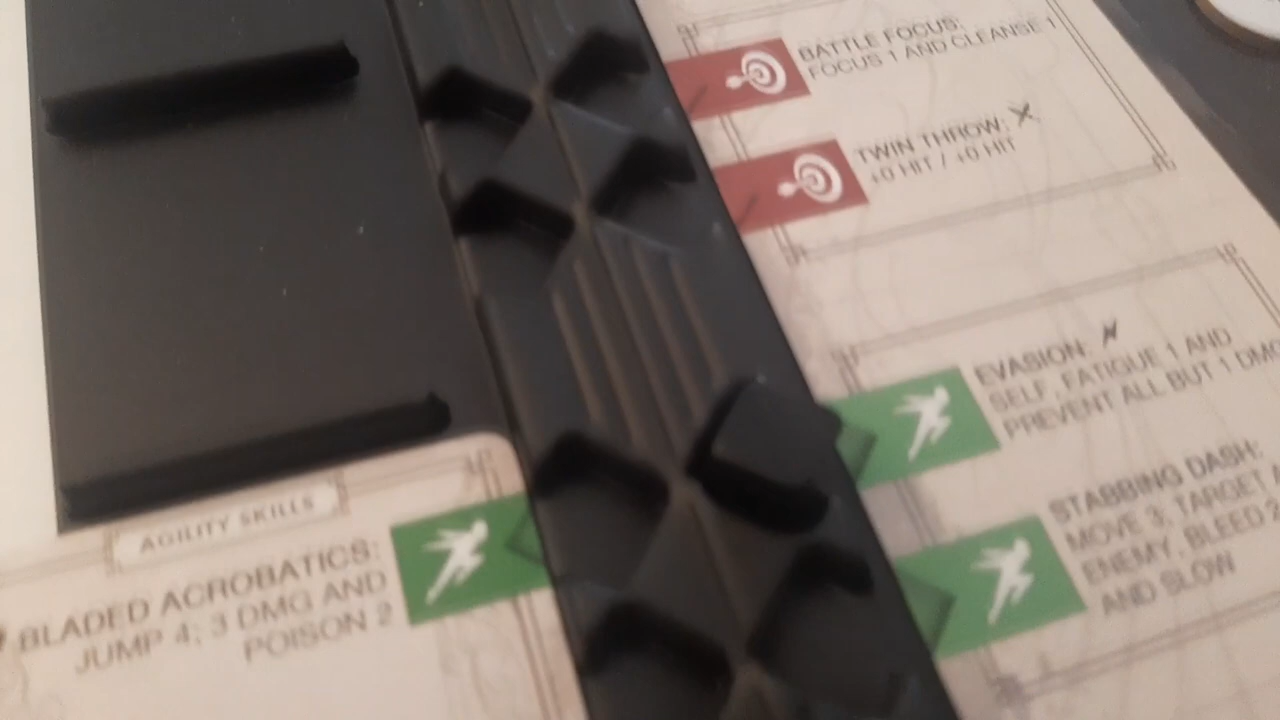 BATTLE FOCUS:
FOCUS 1 AND CLEANSE 1
TWIN THROW:
+0 HIT / +0 HIT
EVASION:
SELF, FATIGUE 1 AND
PREVENT ALL BUT 1 DMG
STABBING DASH:
MOVE 3; TARGET
ENEMY, BLEED 2
AND SLOW
AGILITY SKILLS
BLADED ACROBATICS:
JUMP 4; 3 DMG AND
POISON 2